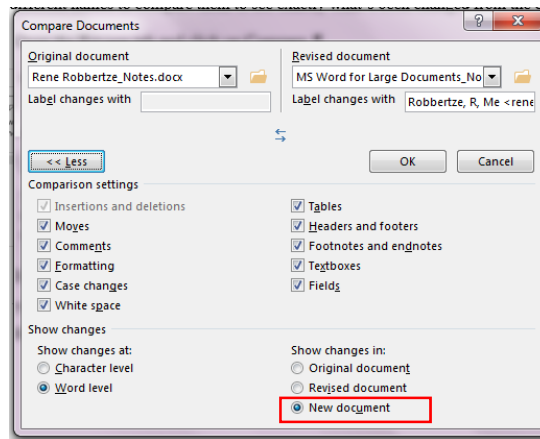 Compare Documents
Original document Revised document
Rene Robbertze_Notes.docx MS Word for Large Documents_No
Label changes with Label changes with Robbertze, R, Me <rene
<< Less OK Cancel
Comparison settings
Insertions and deletions Tables
Moves Headers and footers
Comments Footnotes and endnotes
Formatting Textboxes
Case changes Fields
White space
Show changes
Show changes at: Show changes in:
Character level Original document
Word level Revised document
New document